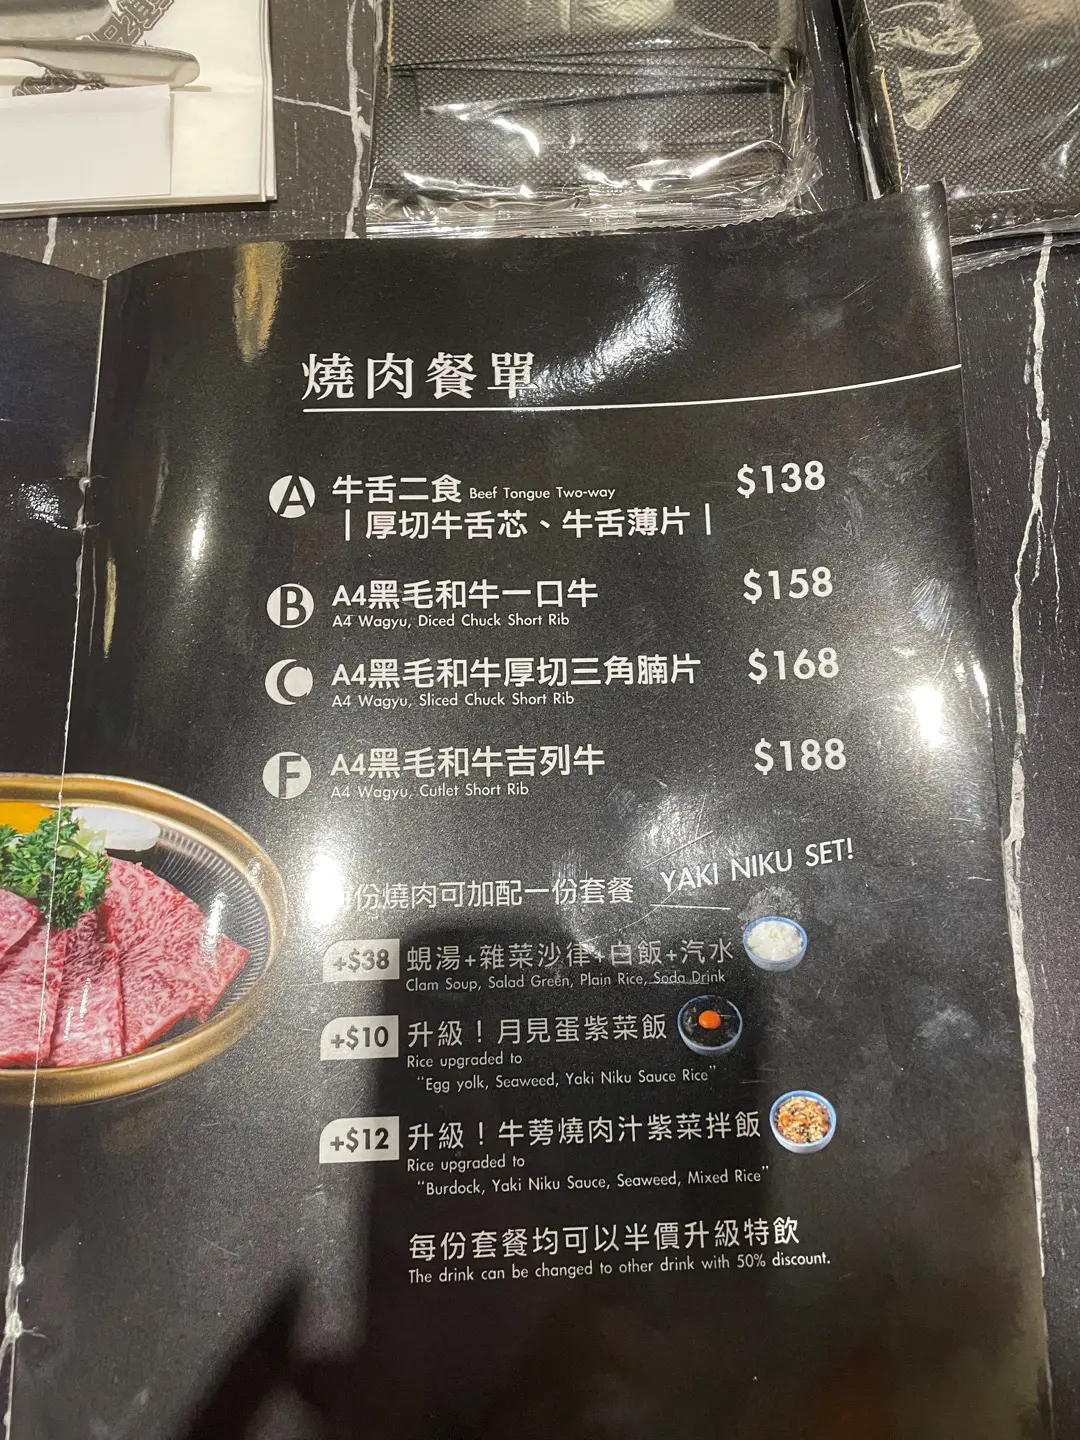 燒肉餐單
A 牛舌二食 Beef Tongue Two-way $138
| 厚切牛舌芯、牛舌薄片 |
B A4黑毛和牛一口牛 $158
A4 Wagyu, Diced Chuck Short Rib
C A4黑毛和牛厚切三角腩片 $168
A4 Wagyu, Sliced Chuck Short Rib
F A4黑毛和牛吉列牛 $188
A4 Wagyu, Cutlet Short Rib
每份燒肉可加配一份套餐 YAKI NIKU SET!
+$38 蜆湯+雜菜沙律+白飯+汽水
Clam Soup, Salad Green, Plain Rice, Soda Drink
+$10 升級！月見蛋紫菜飯
Rice upgraded to
“Egg yolk, Seaweed, Yaki Niku Sauce Rice”
+$12 升級！牛蒡燒肉汁紫菜拌飯
Rice upgraded to
“Burdock, Yaki Niku Sauce, Seaweed, Mixed Rice”
每份套餐均可以半價升級特飲
The drink can be changed to other drink with 50% discount.